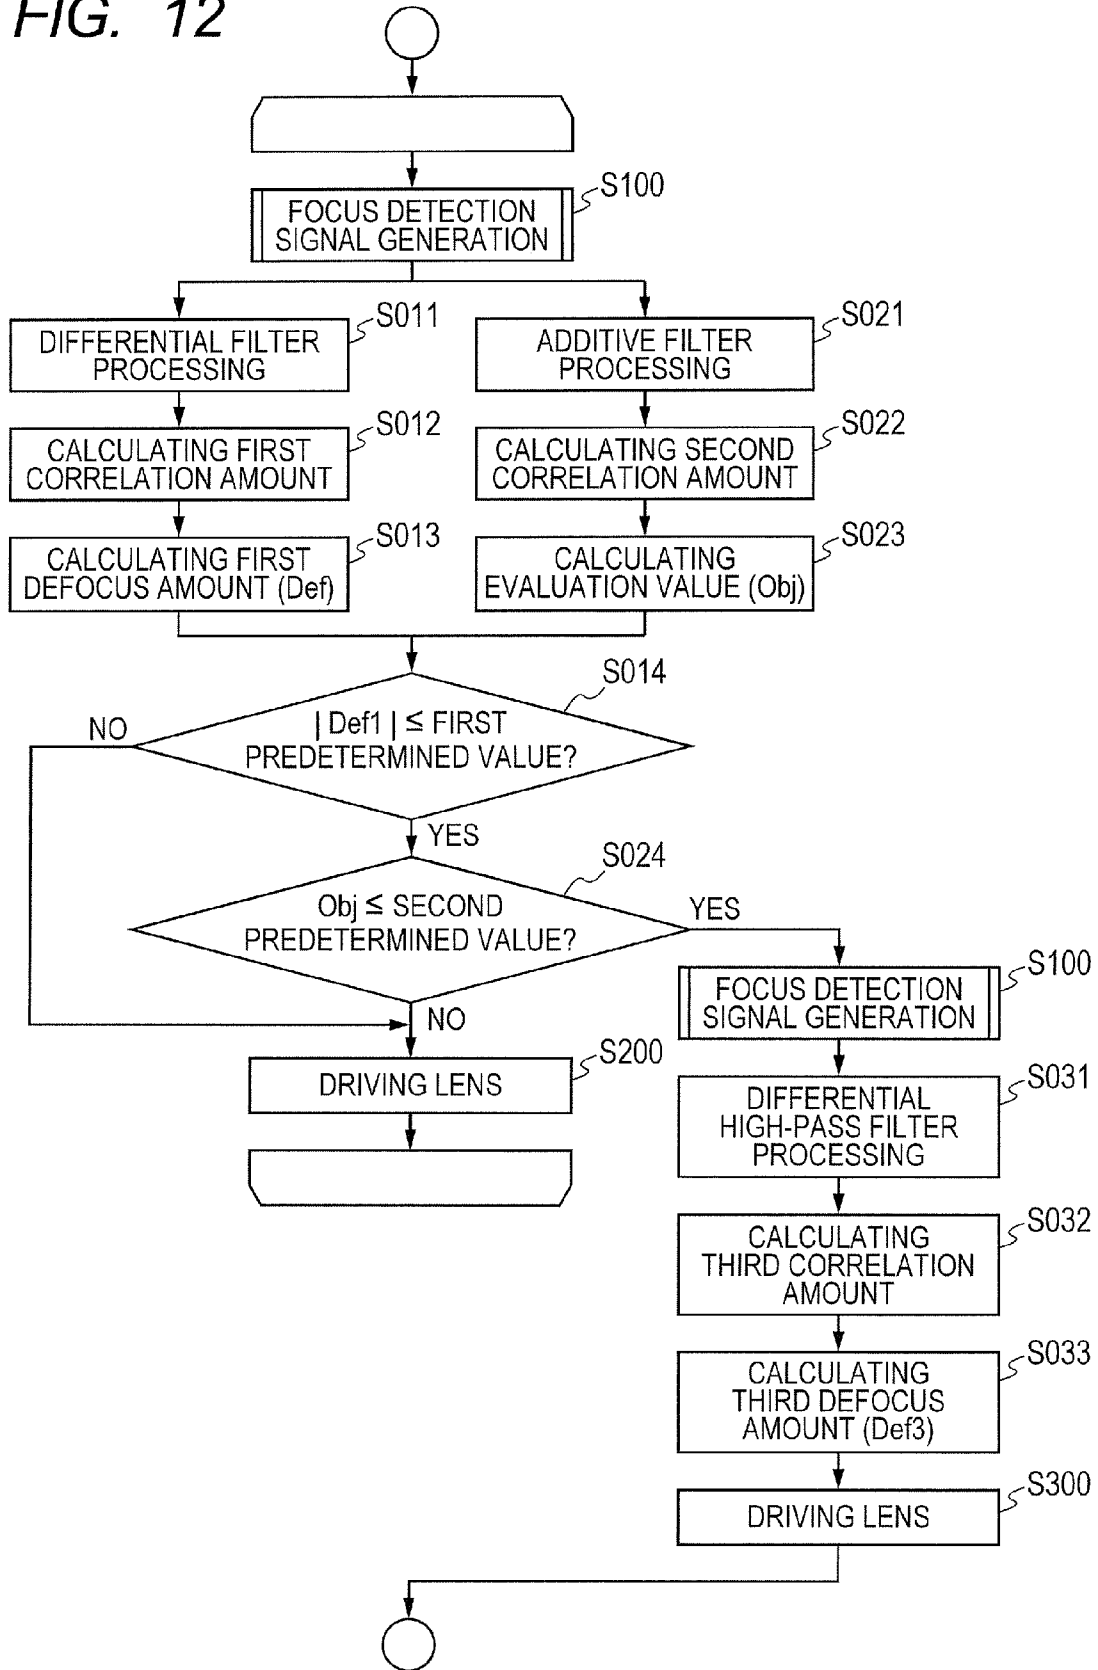 FIG. 12
S100
FOCUS DETECTION
SIGNAL GENERATION
S011
DIFFERENTIAL FILTER
PROCESSING
S021
ADDITIVE FILTER
PROCESSING
S012
CALCULATING FIRST
CORRELATION AMOUNT
S022
CALCULATING SECOND
CORRELATION AMOUNT
S013
CALCULATING FIRST
DEFOCUS AMOUNT (Def)
S023
CALCULATING
EVALUATION VALUE (Obj)
S014
NO
| Def1 | ≤ FIRST
PREDETERMINED VALUE?
YES
S024
Obj ≤ SECOND
PREDETERMINED VALUE?
YES
NO
S100
FOCUS DETECTION
SIGNAL GENERATION
S200
DRIVING LENS
S031
DIFFERENTIAL
HIGH-PASS FILTER
PROCESSING
S032
CALCULATING
THIRD CORRELATION
AMOUNT
S033
CALCULATING
THIRD DEFOCUS
AMOUNT (Def3)
S300
DRIVING LENS